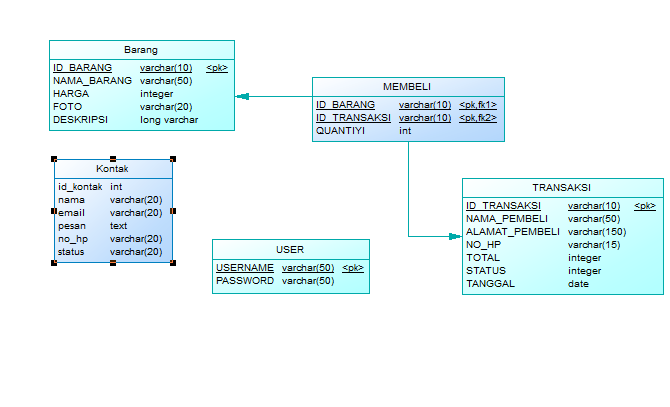 Barang
ID_BARANG varchar(10) <pk>
NAMA_BARANG varchar(50)
HARGA integer
FOTO varchar(20)
DESKRIPSI long varchar
MEMBELI
ID_BARANG varchar(10) <pk,fk1>
ID_TRANSAKSI varchar(10) <pk,fk2>
QUANTIYI int
Kontak
id_kontak int
nama varchar(20)
email varchar(20)
pesan text
no_hp varchar(20)
status varchar(20)
USER
USERNAME varchar(50) <pk>
PASSWORD varchar(50)
TRANSAKSI
ID_TRANSAKSI varchar(10) <pk>
NAMA_PEMBELI varchar(50)
ALAMAT_PEMBELI varchar(150)
NO_HP varchar(15)
TOTAL integer
STATUS integer
TANGGAL date